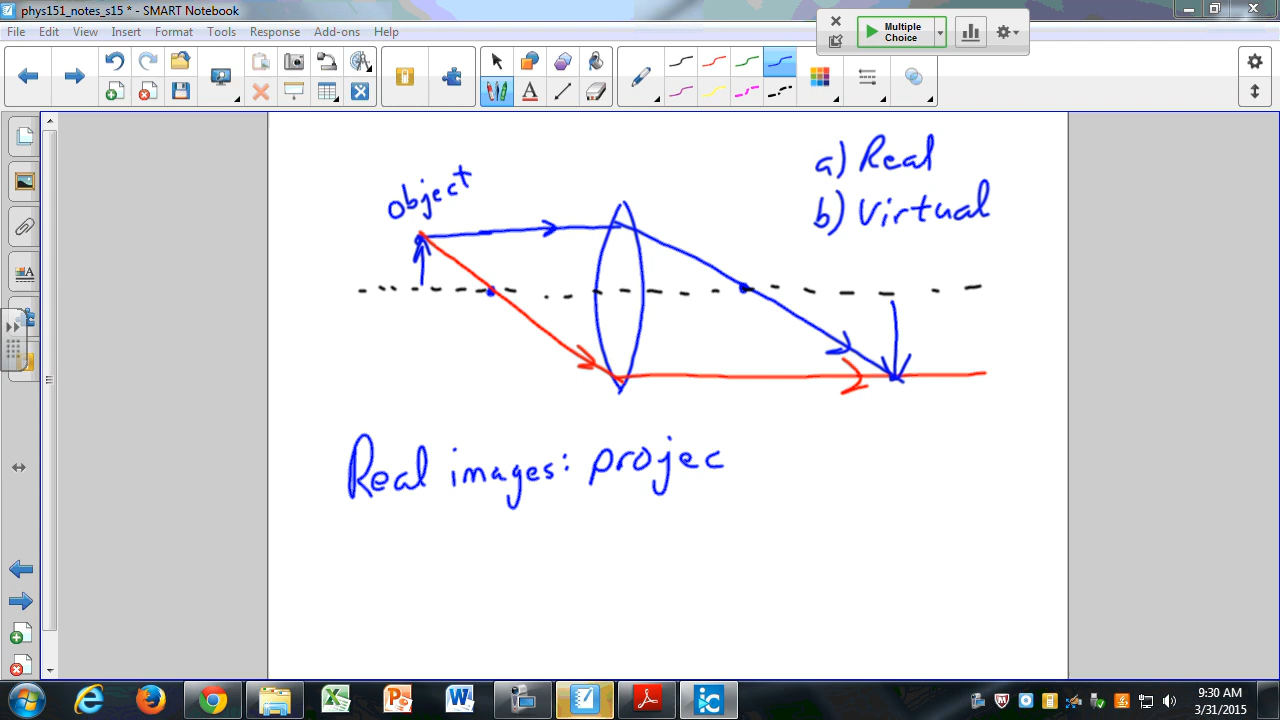 phys151_notes_s15 * - SMART Notebook
File Edit View Insert Format Tools Response Add-ons Help
Multiple Choice
a) Real
b) Virtual
object
Real images: projec
9:30 AM
3/31/2015